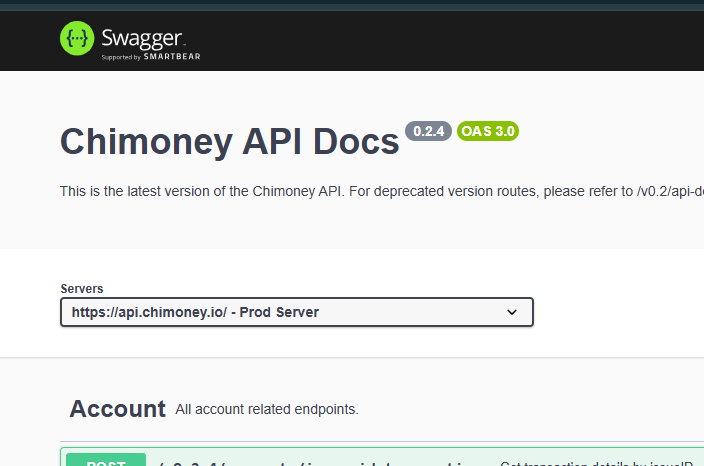 Swagger
Supported by SMARTBEAR
Chimoney API Docs 0.2.4 OAS 3.0
This is the latest version of the Chimoney API. For deprecated version routes, please refer to /v0.2/api-d
Servers
https://api.chimoney.io/ - Prod Server
Account All account related endpoints.
POST Get transaction details by issueID